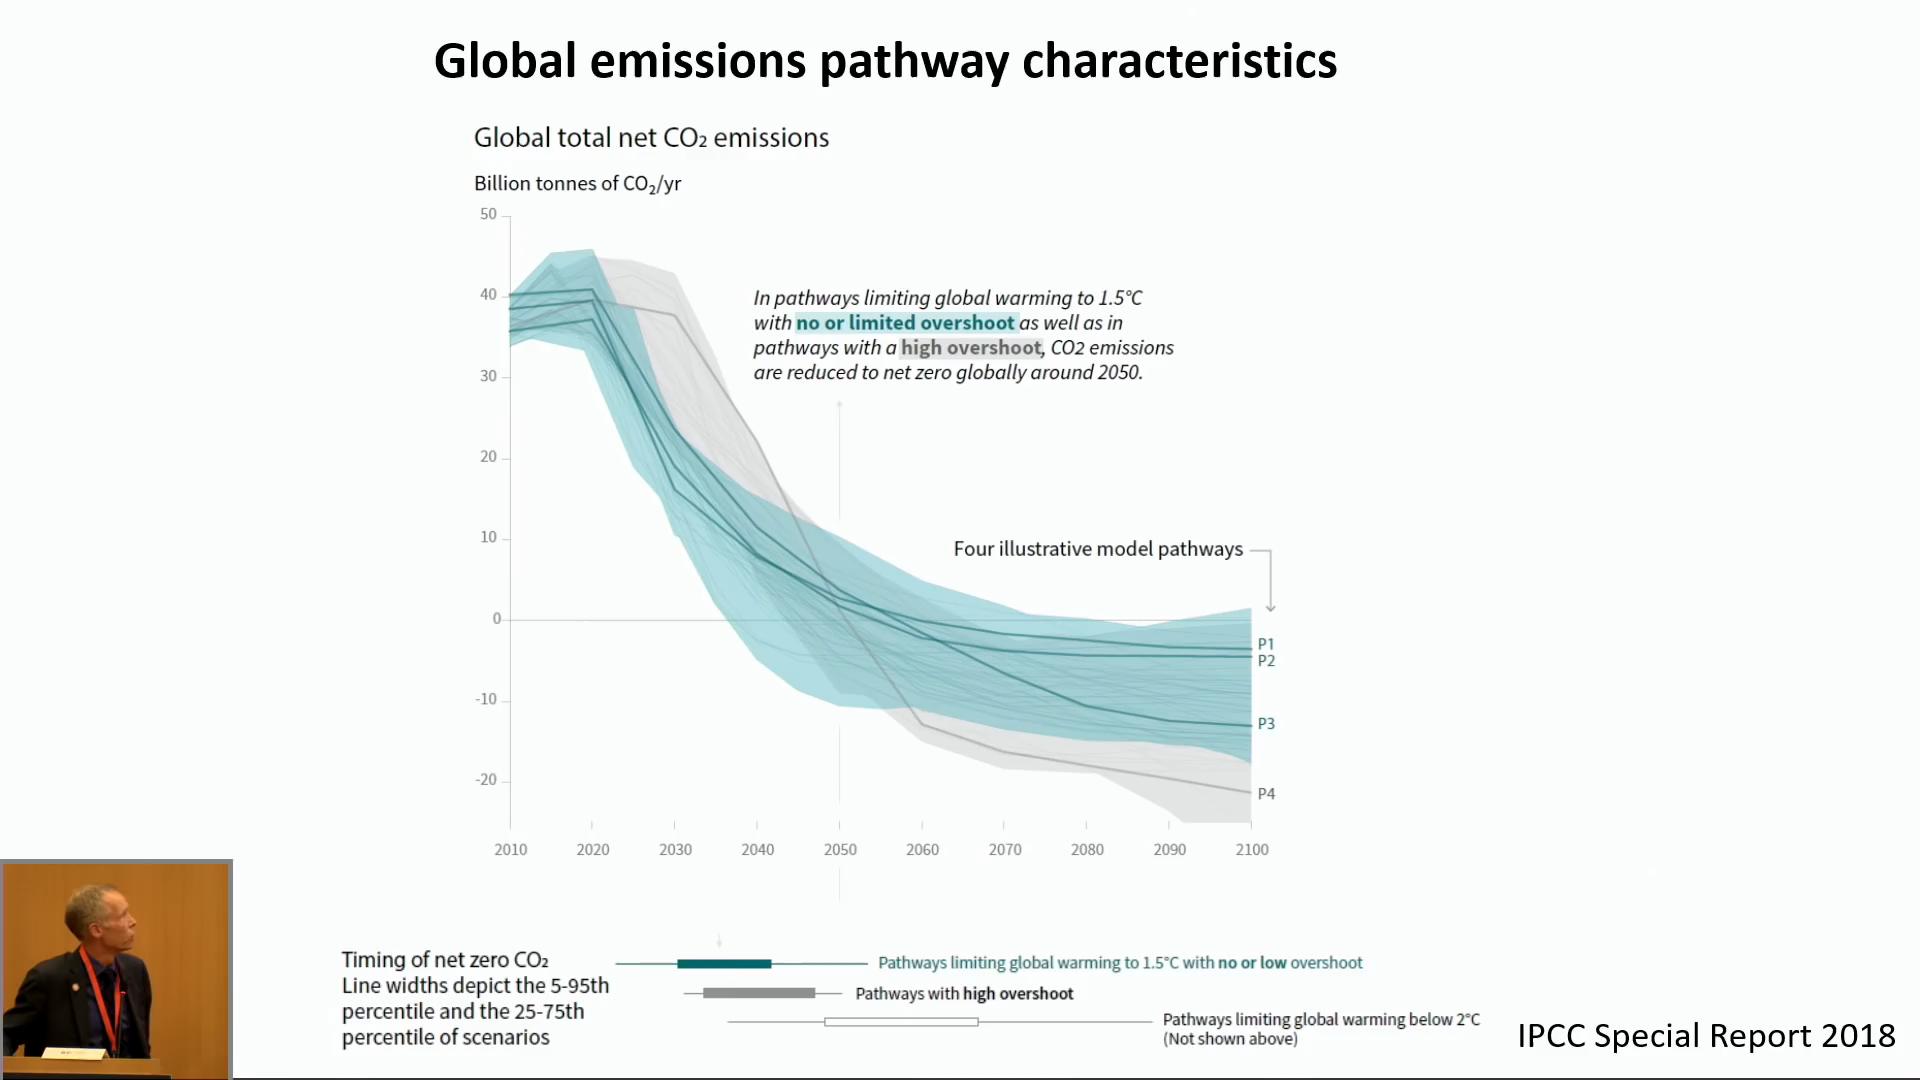 Global emissions pathway characteristics
Global total net CO₂ emissions
Billion tonnes of CO₂/yr
50
40
30
20
10
0
-10
-20
In pathways limiting global warming to 1.5°C
with no or limited overshoot as well as in
pathways with a high overshoot, CO2 emissions
are reduced to net zero globally around 2050.
Four illustrative model pathways
P1
P2
P3
P4
2010 2020 2030 2040 2050 2060 2070 2080 2090 2100
Timing of net zero CO₂
Line widths depict the 5-95th
percentile and the 25-75th
percentile of scenarios
Pathways limiting global warming to 1.5°C with no or low overshoot
Pathways with high overshoot
Pathways limiting global warming below 2°C
(Not shown above)
IPCC Special Report 2018